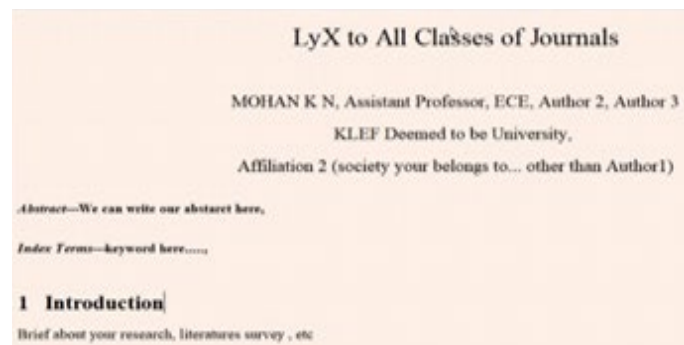 LyX to All Classes of Journals
MOHAN K N, Assistant Professor, ECE, Author 2, Author 3
KLEF Deemed to be University,
Affiliation 2 (society your belongs to... other than Author1)
Abstract—We can write our abstarct here,
Index Terms—keyword here.....,
1 Introduction
Brief about your research, literatures survey , etc